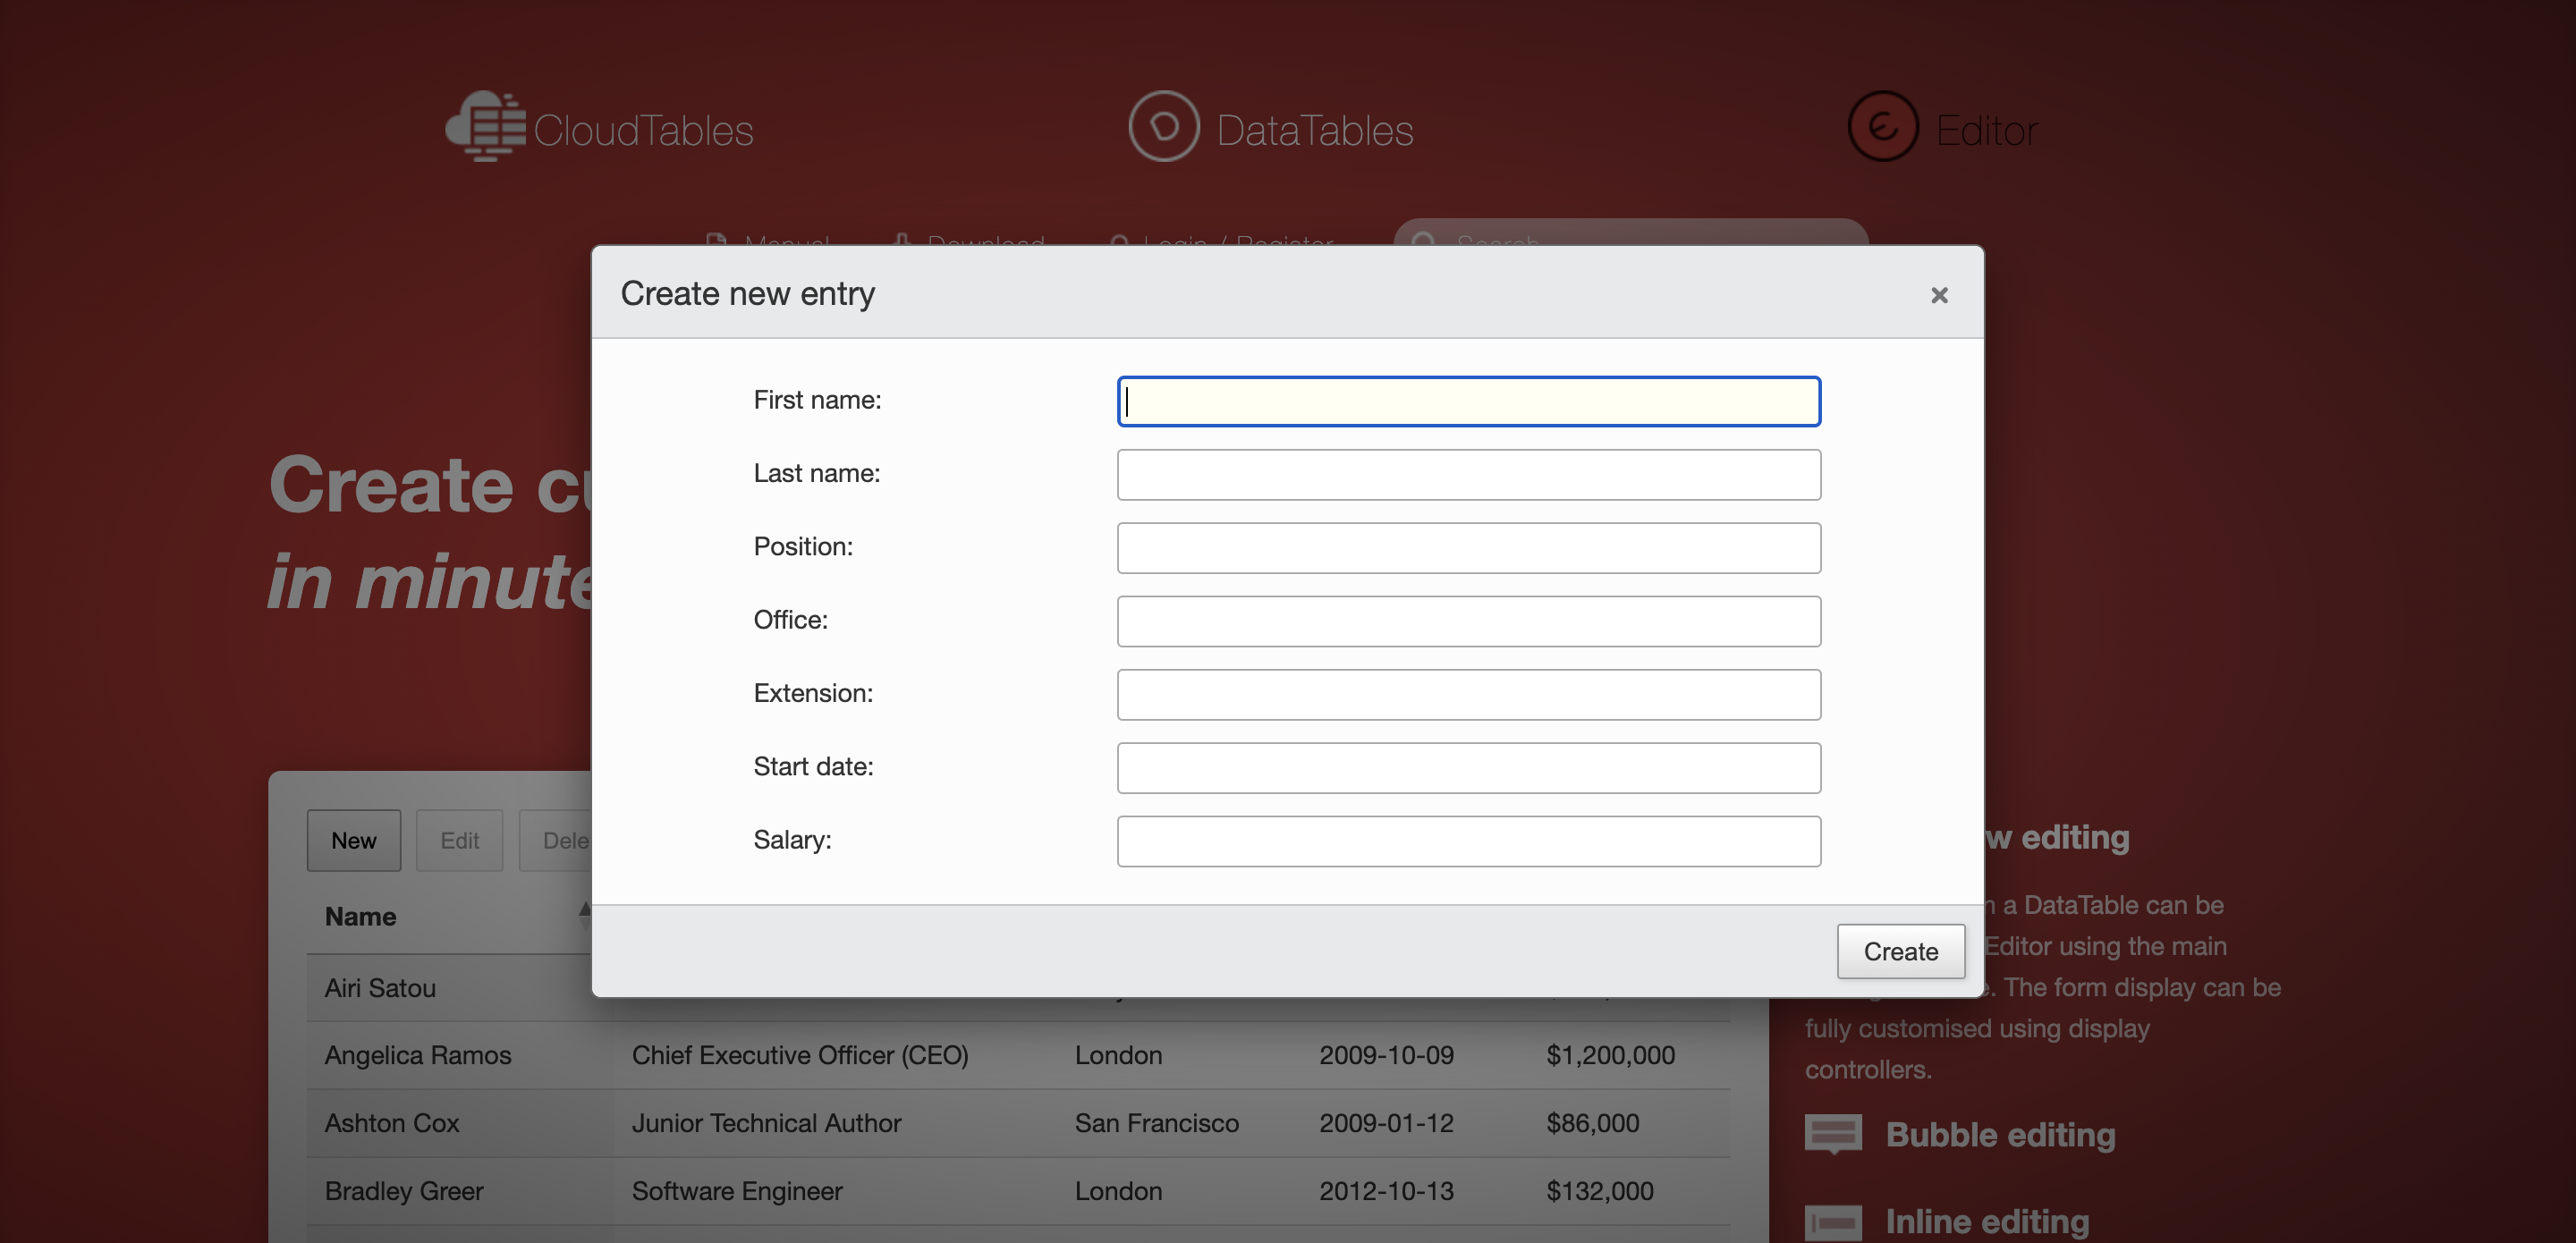 CloudTables
DataTables
Editor
Manual
Download
Login / Register
Search
Create new entry
×
First name:
Last name:
Position:
Office:
Extension:
Start date:
Salary:
Create
Create
in minute
New
Edit
Dele
Name
Airi Satou
Angelica Ramos Chief Executive Officer (CEO) London 2009-10-09 $1,200,000
Ashton Cox Junior Technical Author San Francisco 2009-01-12 $86,000
Bradley Greer Software Engineer London 2012-10-13 $132,000
w editing
a DataTable can be
Editor using the main
. The form display can be
fully customised using display
controllers.
Bubble editing
Inline editing